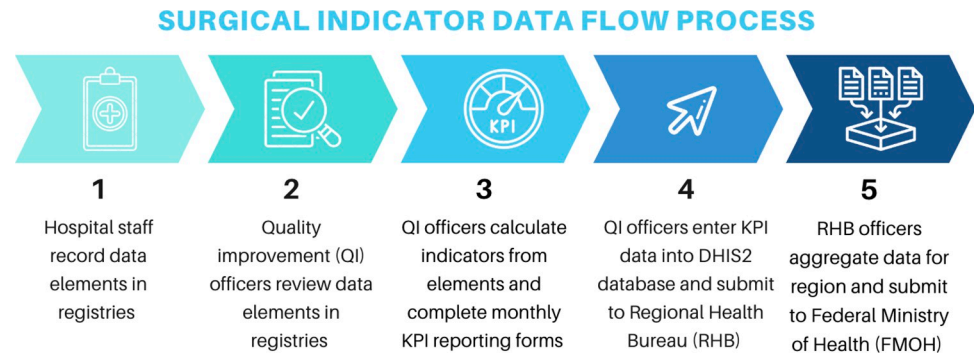 SURGICAL INDICATOR DATA FLOW PROCESS
KPI
1
Hospital staff
record data
elements in
registries
2
Quality
improvement (QI)
officers review data
elements in
registries
3
QI officers calculate
indicators from
elements and
complete monthly
KPI reporting forms
4
QI officers enter KPI
data into DHIS2
database and submit
to Regional Health
Bureau (RHB)
5
RHB officers
aggregate data for
region and submit
to Federal Ministry
of Health (FMOH)